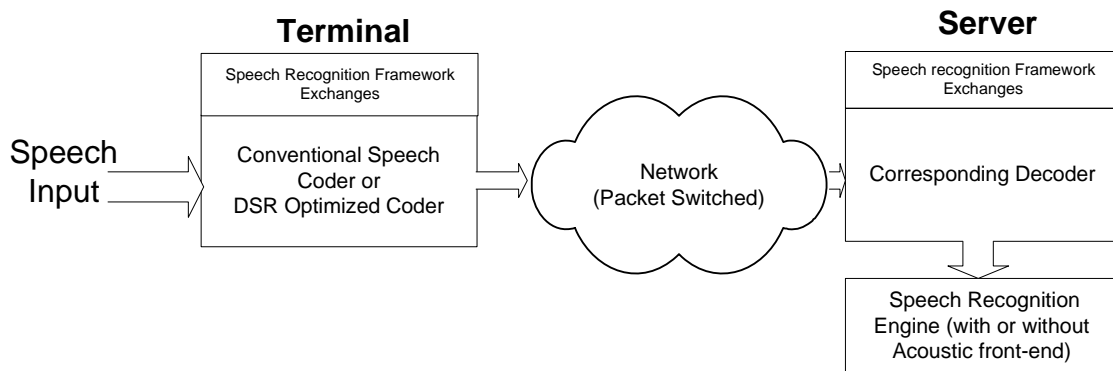 Terminal
Speech Recognition Framework
Exchanges
Speech
Input
Conventional Speech
Coder or
DSR Optimized Coder
Network
(Packet Switched)
Server
Speech recognition Framework
Exchanges
Corresponding Decoder
Speech Recognition
Engine (with or without
Acoustic front-end)